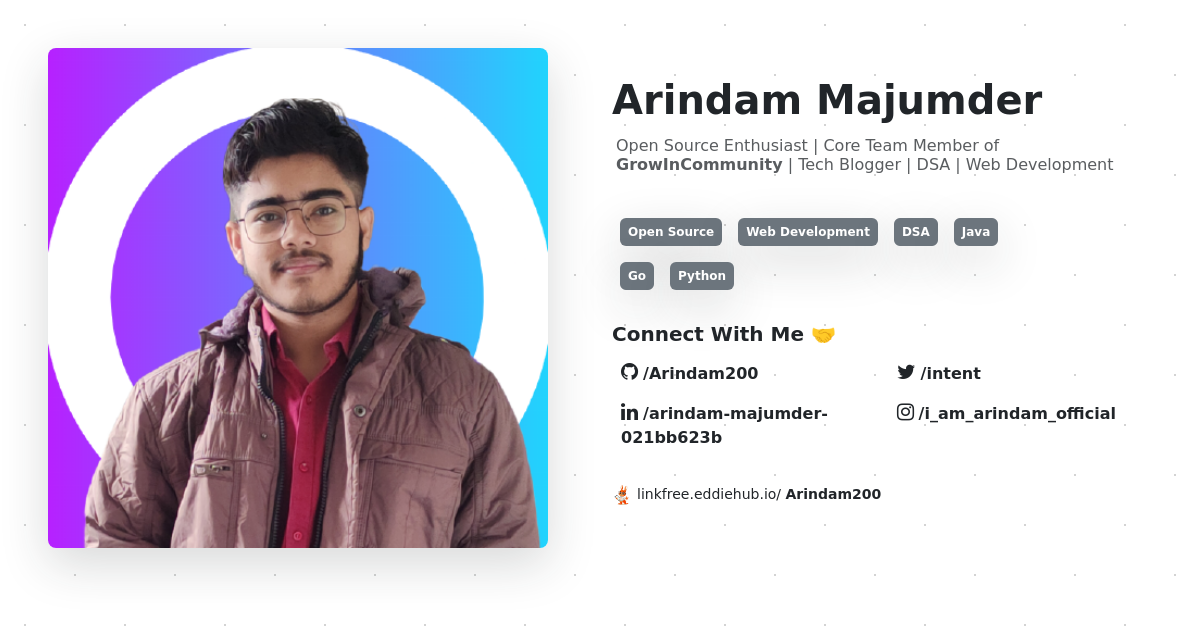 Arindam Majumder
Open Source Enthusiast | Core Team Member of
GrowInCommunity | Tech Blogger | DSA | Web Development
Open Source Web Development DSA Java
Go Python
Connect With Me 🤝
/Arindam200 /intent
/arindam-majumder- /i_am_arindam_official
021bb623b
linkfree.eddiehub.io/ Arindam200